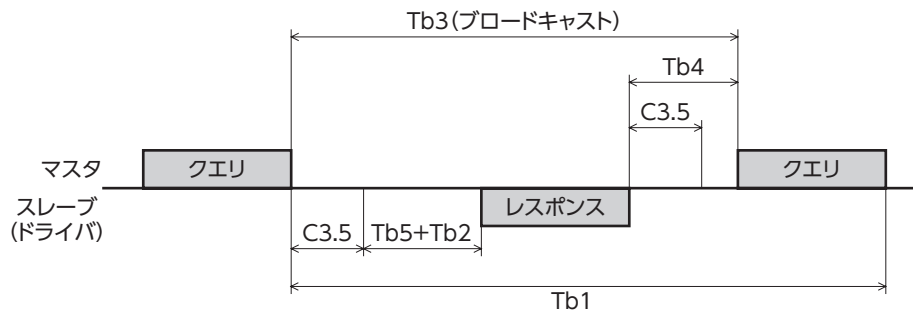 Tb3(ブロードキャスト)
Tb4
C3.5
マスタ
クエリ
クエリ
スレーブ
(ドライバ)
レスポンス
C3.5
Tb5+Tb2
Tb1